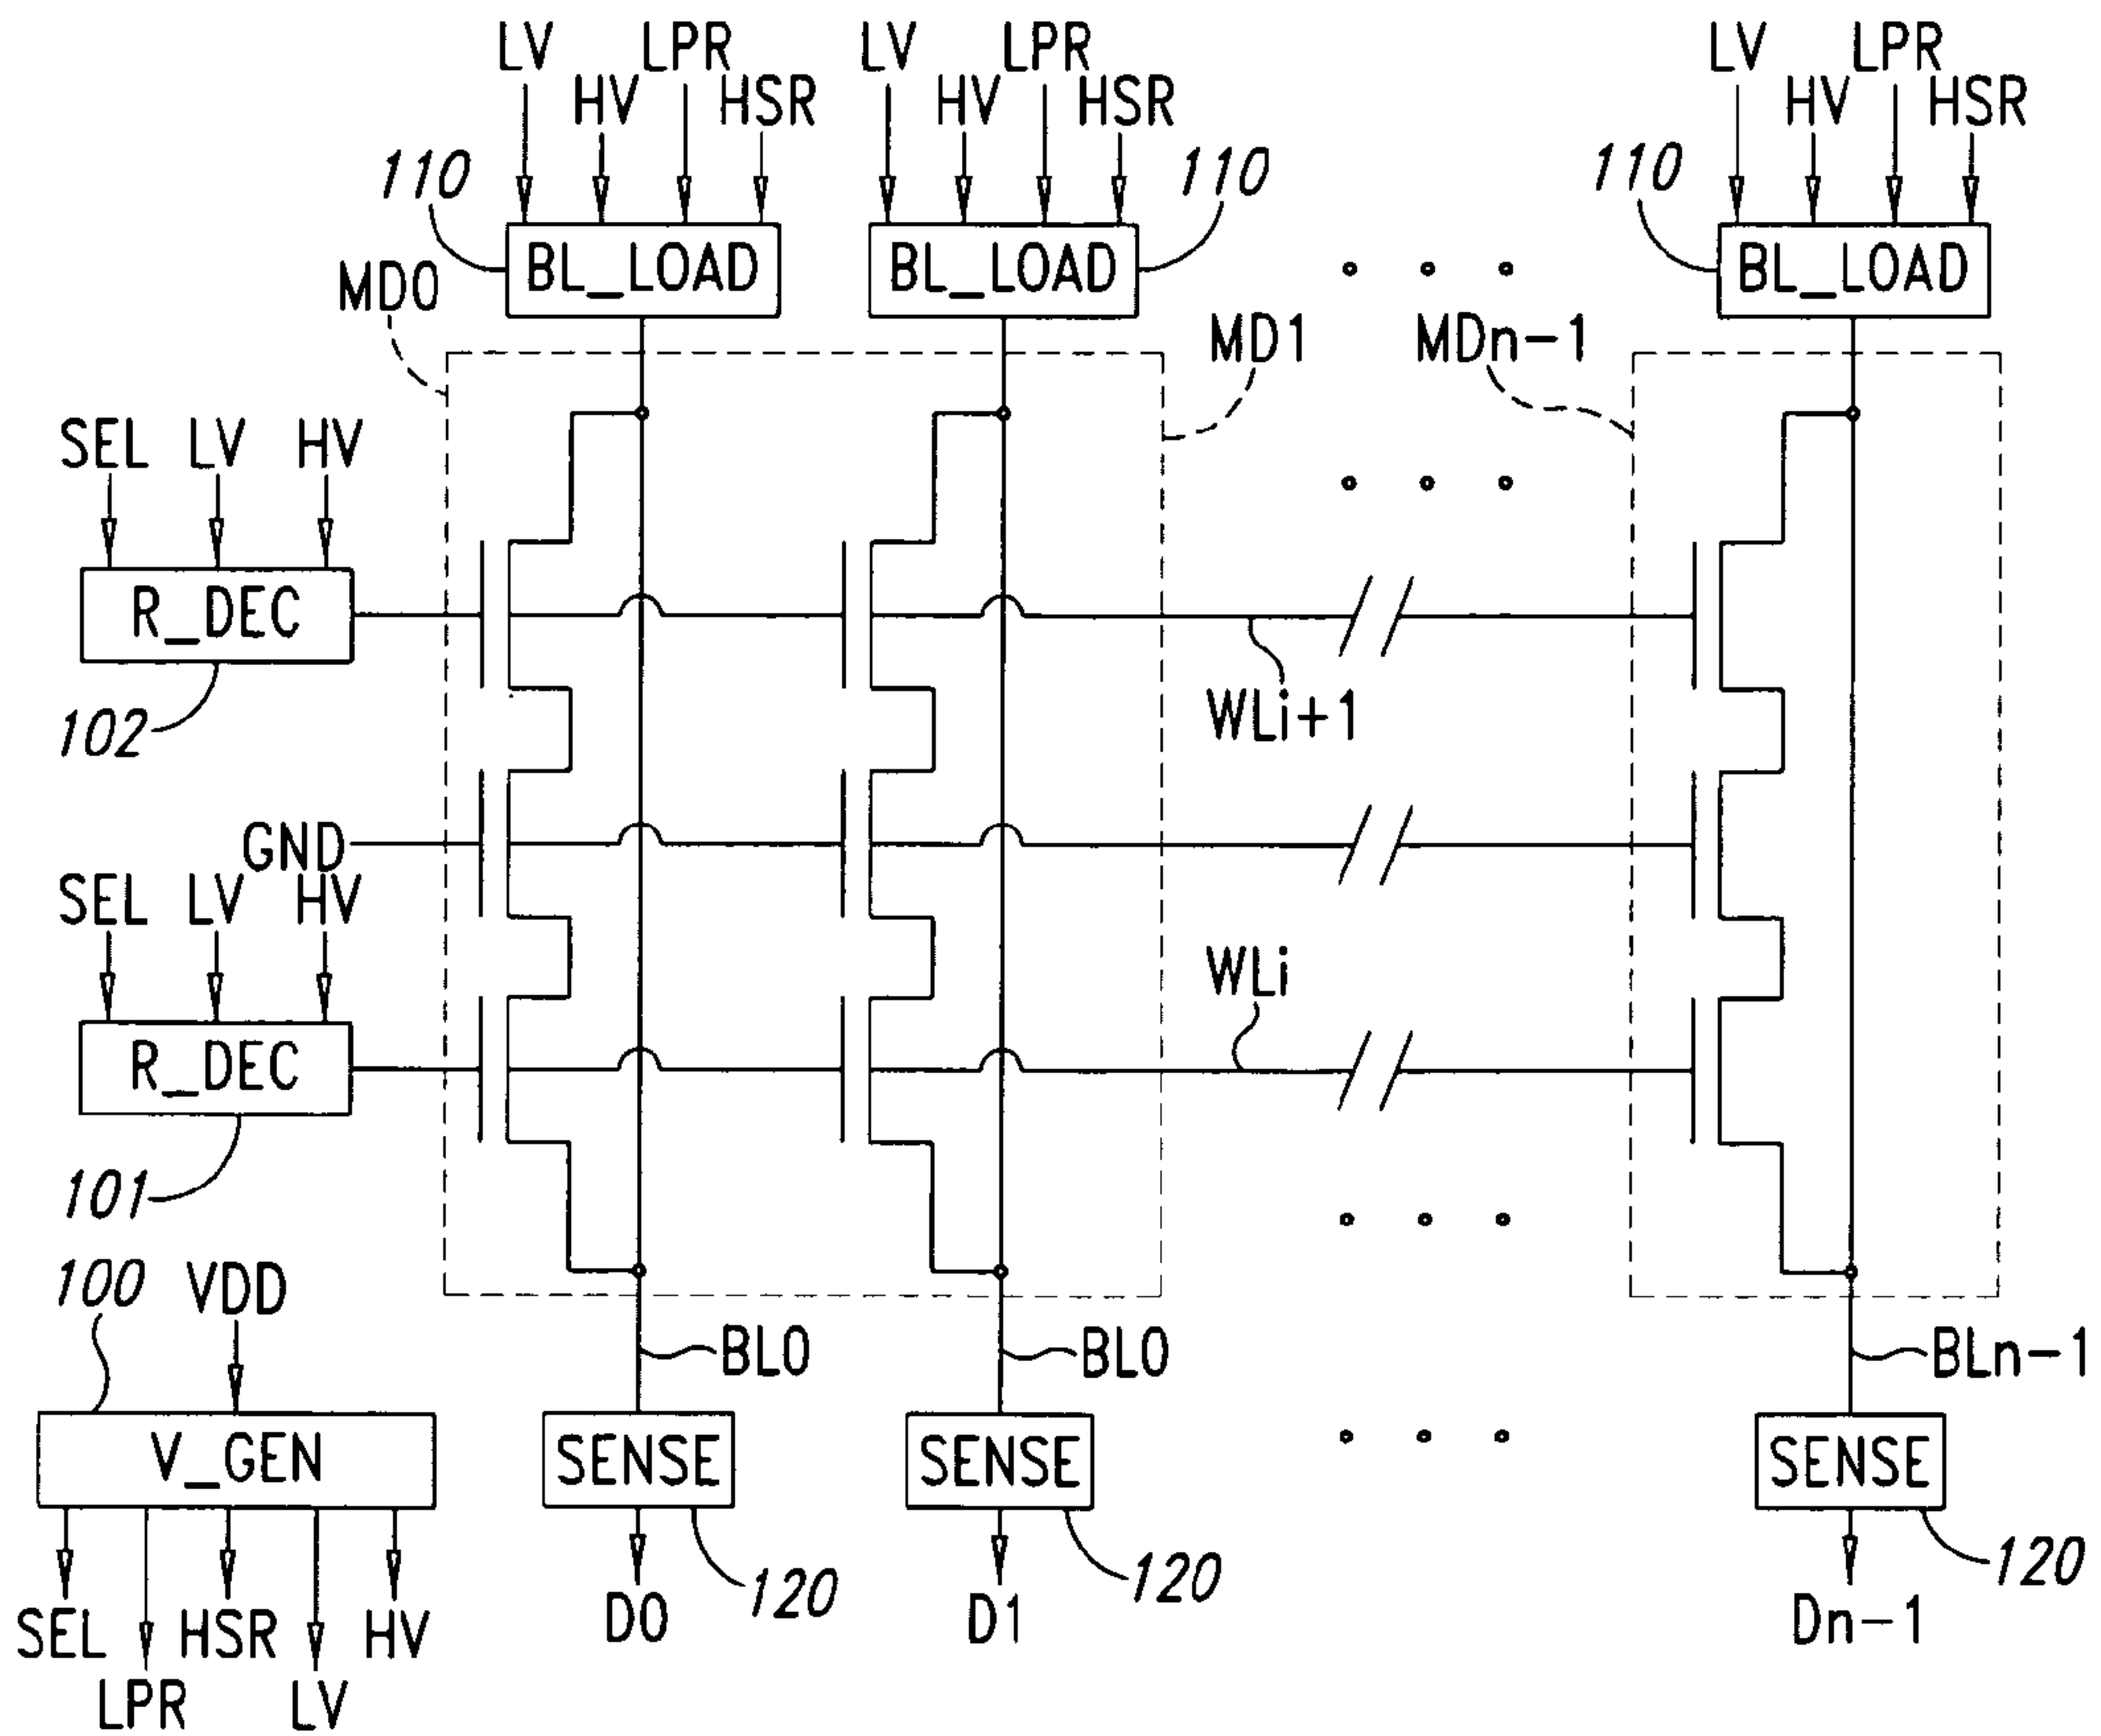 LV LPR LV LPR LV LPR
HV HSR HV HSR HV HSR
110 110 110
BL_LOAD BL_LOAD BL_LOAD
MD0 MD1 MDn-1
SEL LV HV
R_DEC
102 WLi+1
GND
SEL LV HV
WLi
R_DEC
101
100 VDD
BL0 BL0 BLn-1
V_GEN SENSE SENSE SENSE
120 120 120
SEL HSR HV D0 D1 Dn-1
LPR LV